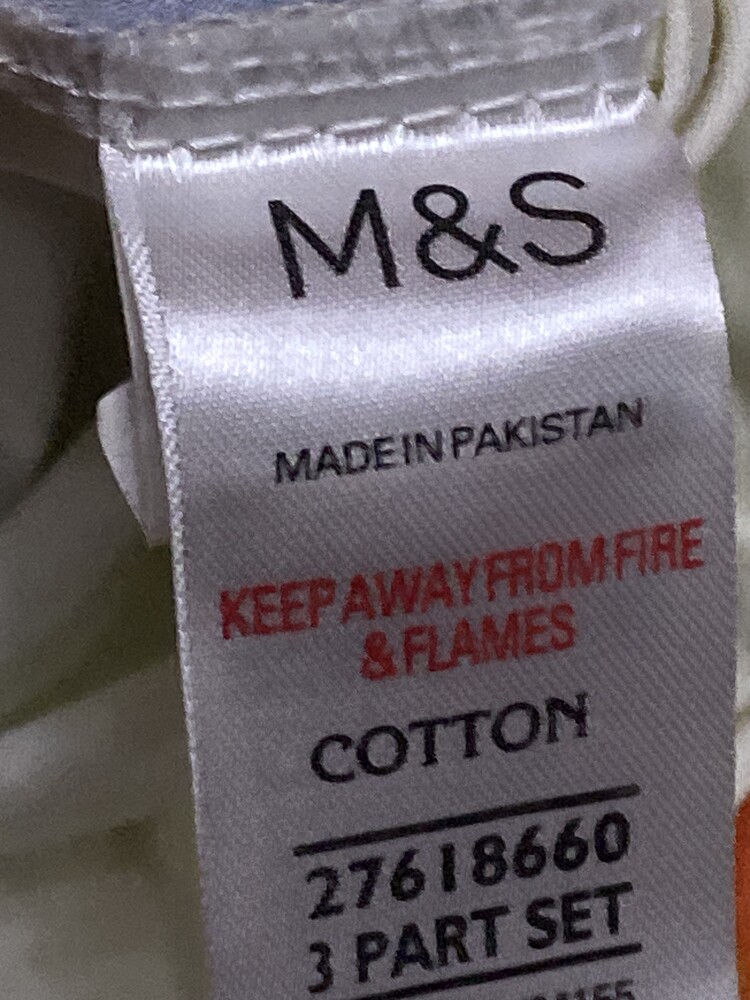 M&S
MADE IN PAKISTAN
KEEP AWAY FROM FIRE
& FLAMES
COTTON
27618660
3 PART SET